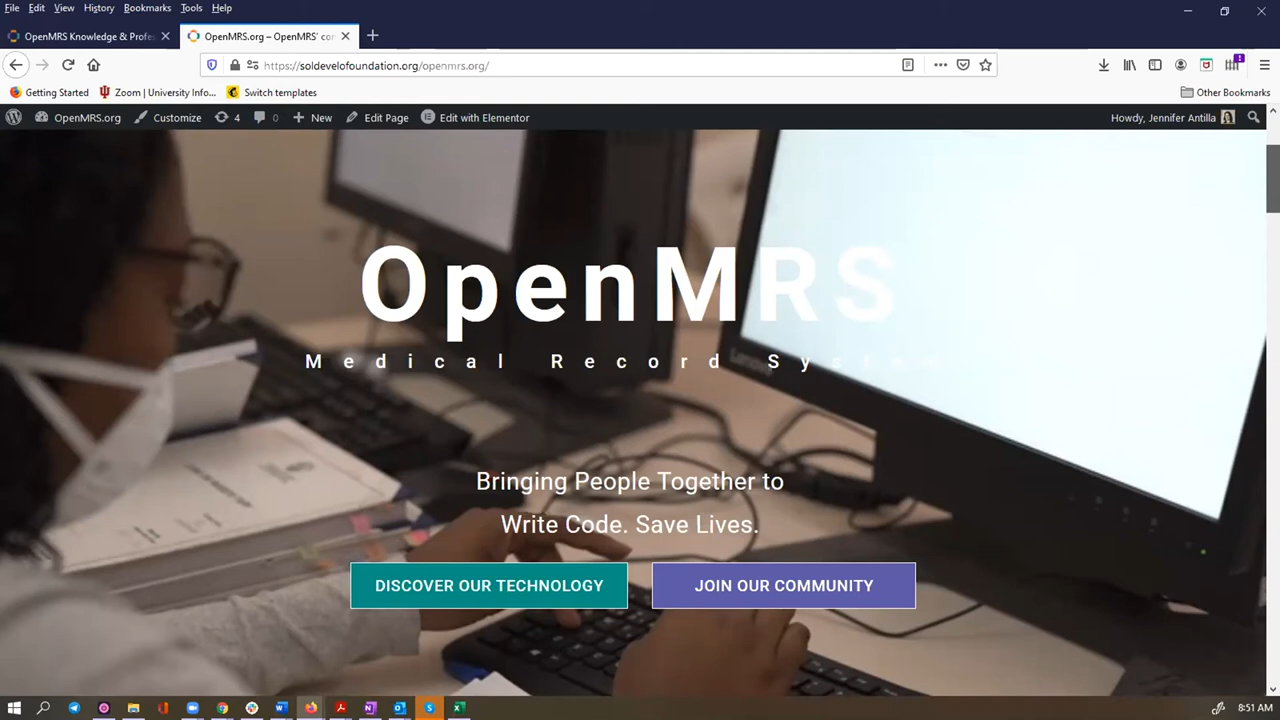 File Edit View History Bookmarks Tools Help
OpenMRS Knowledge & Profes
OpenMRS.org – OpenMRS' cor
https://soldevelofoundation.org/openmrs.org/
Getting Started Zoom | University Info... Switch templates Other Bookmarks
OpenMRS.org Customize 4 0 New Edit Page Edit with Elementor Howdy, Jennifer Antilla
OpenMRS
Medical Record System
Bringing People Together to
Write Code. Save Lives.
DISCOVER OUR TECHNOLOGY JOIN OUR COMMUNITY
8:51 AM